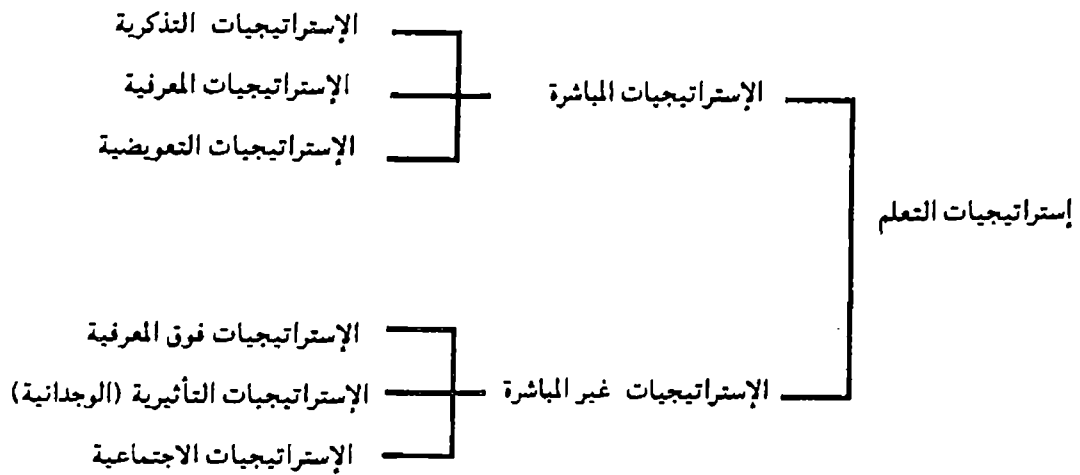 إستراتيجيات التعلم
الإستراتيجيات المباشرة
الإستراتيجيات التذكرية
الإستراتيجيات المعرفية
الإستراتيجيات التعويضية
الإستراتيجيات غير المباشرة
الإستراتيجيات فوق المعرفية
الإستراتيجيات التأثيرية (الوجدانية)
الإستراتيجيات الاجتماعية